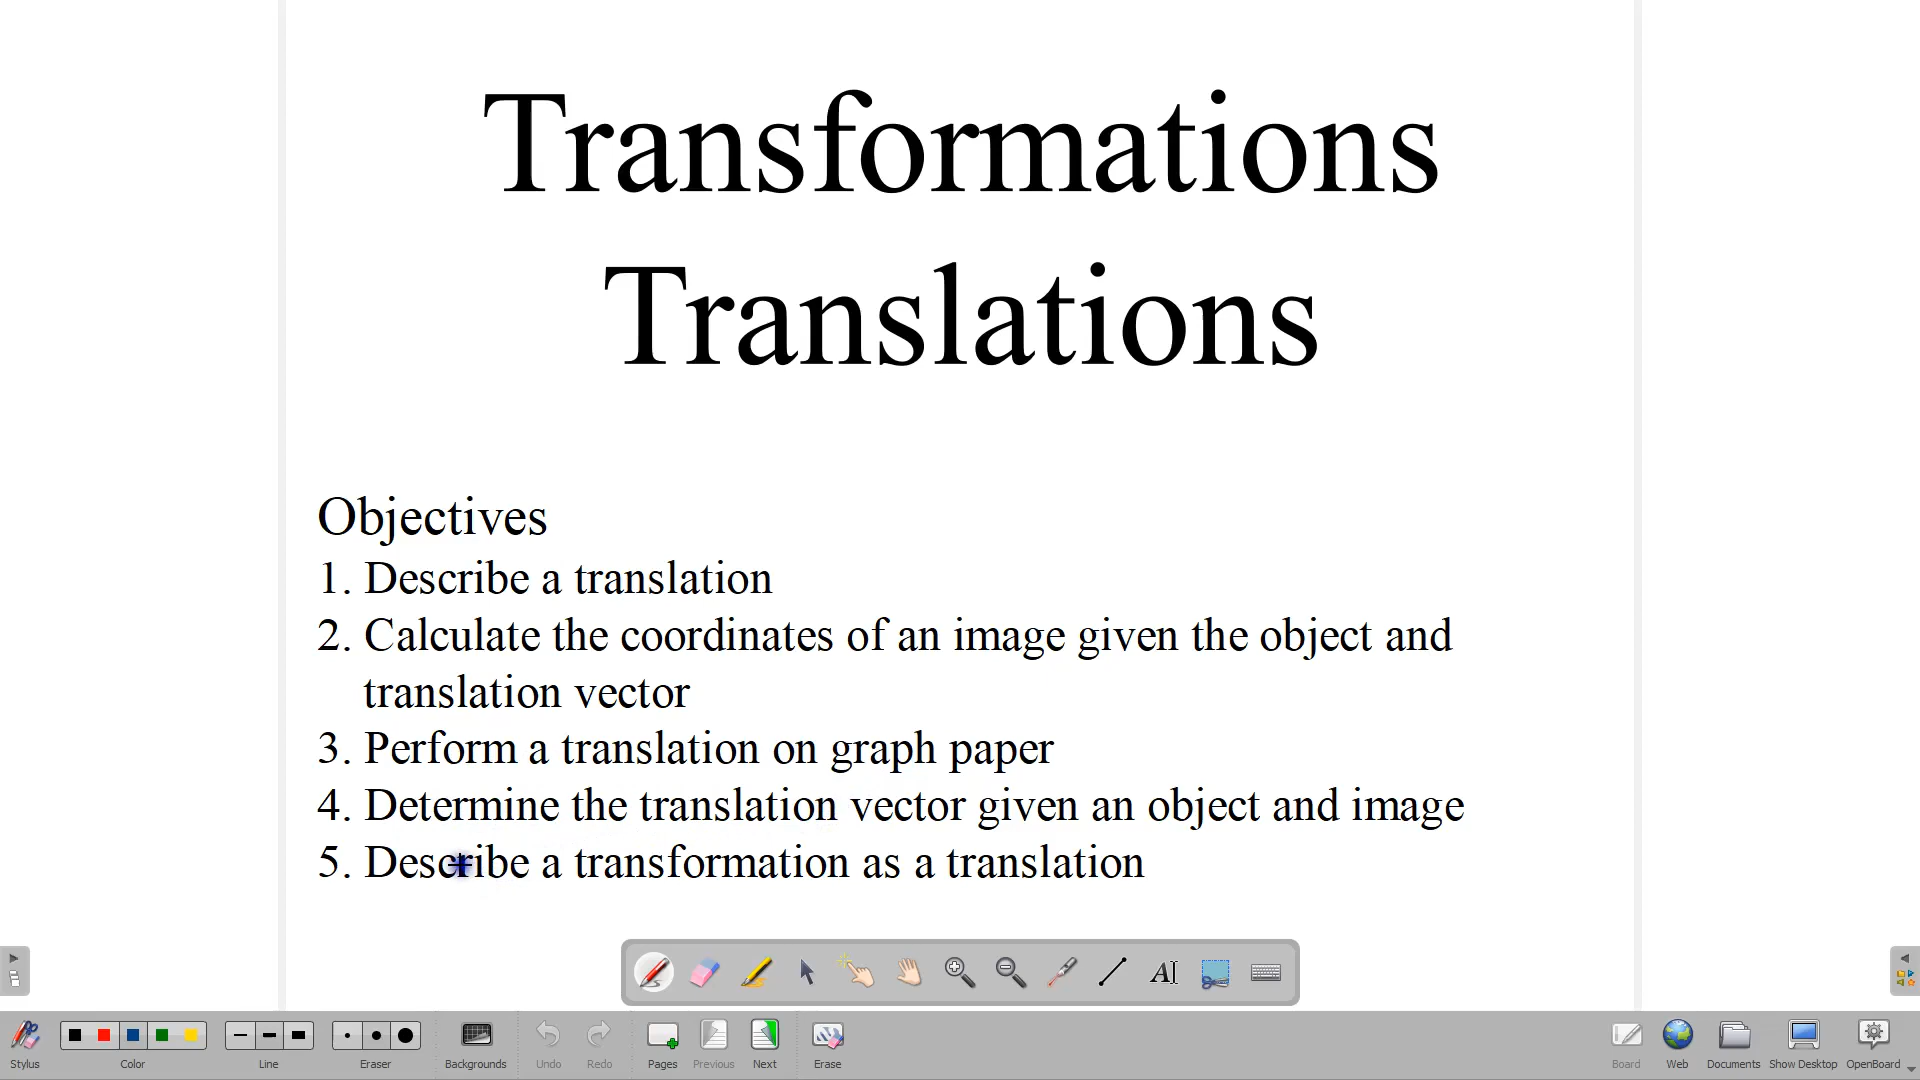 Transformations
Translations
Objectives
1. Describe a translation
2. Calculate the coordinates of an image given the object and
translation vector
3. Perform a translation on graph paper
4. Determine the translation vector given an object and image
5. Describe a transformation as a translation
Stylus
Color
Line
Eraser
Backgrounds
Undo
Redo
Pages
Previous
Next
Erase
Board
Web
Documents
Show Desktop
OpenBoard